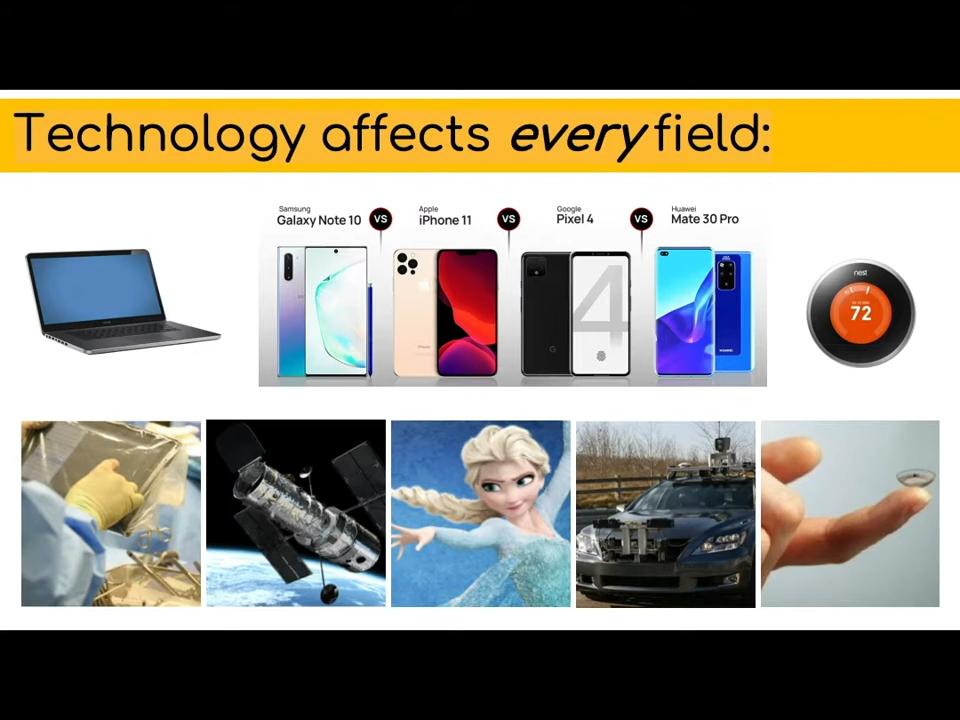 Technology affects every field:
Samsung
Galaxy Note 10
VS
Apple
iPhone 11
VS
Google
Pixel 4
VS
Huawei
Mate 30 Pro
nest
72
4